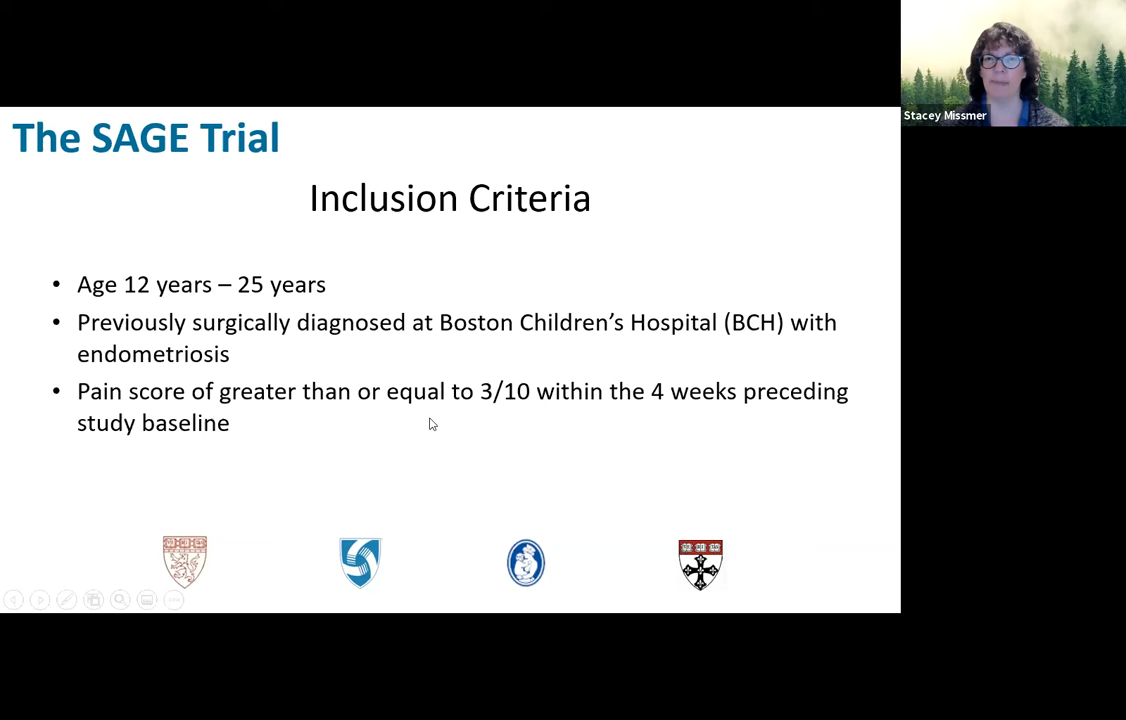 Stacey Missmer
The SAGE Trial
Inclusion Criteria
• Age 12 years – 25 years
• Previously surgically diagnosed at Boston Children’s Hospital (BCH) with
endometriosis
• Pain score of greater than or equal to 3/10 within the 4 weeks preceding
study baseline